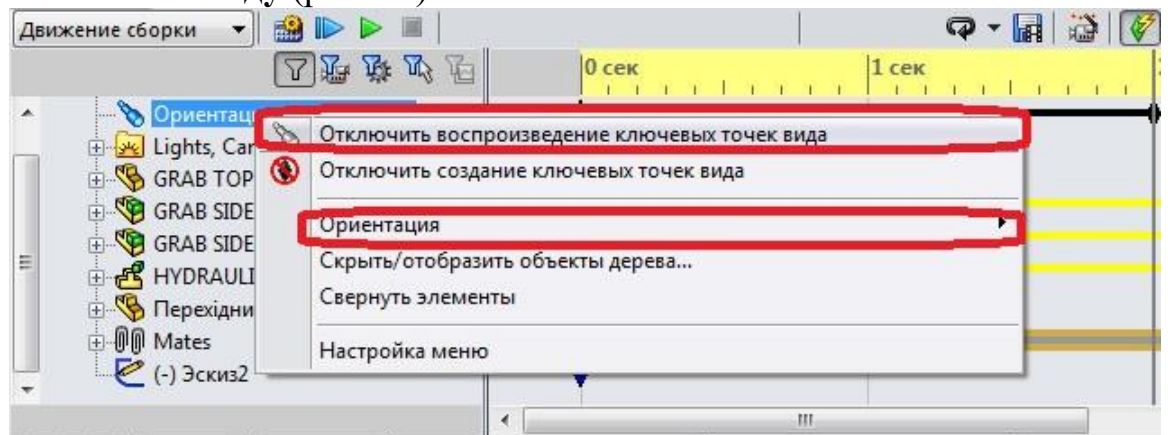 Движение сборки
0 сек 1 сек
Ориентац
Lights, Car
GRAB TOP
GRAB SIDE
GRAB SIDE
HYDRAULI
Перехідни
Mates
(-) Эскиз2
Отключить воспроизведение ключевых точек вида
Отключить создание ключевых точек вида
Ориентация
Скрыть/отобразить объекты дерева...
Свернуть элементы
Настройка меню